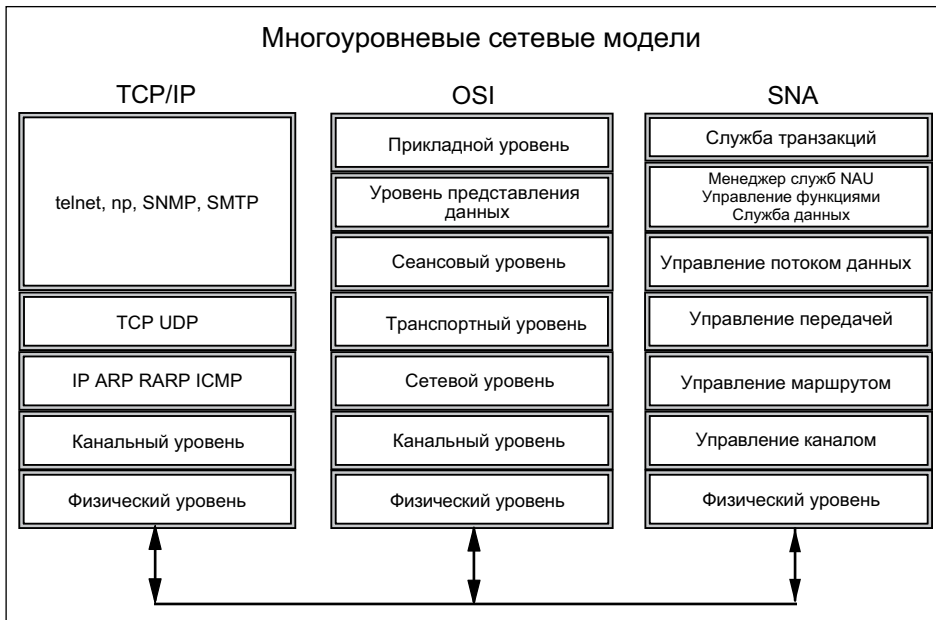 Многоуровневые сетевые модели
TCP/IP
telnet, np, SNMP, SMTP
TCP UDP
IP ARP RARP ICMP
Канальный уровень
Физический уровень
OSI
Прикладной уровень
Уровень представления
данных
Сеансовый уровень
Транспортный уровень
Сетевой уровень
Канальный уровень
Физический уровень
SNA
Служба транзакций
Менеджер служб NAU
Управление функциями
Служба данных
Управление потоком данных
Управление передачей
Управление маршрутом
Управление каналом
Физический уровень